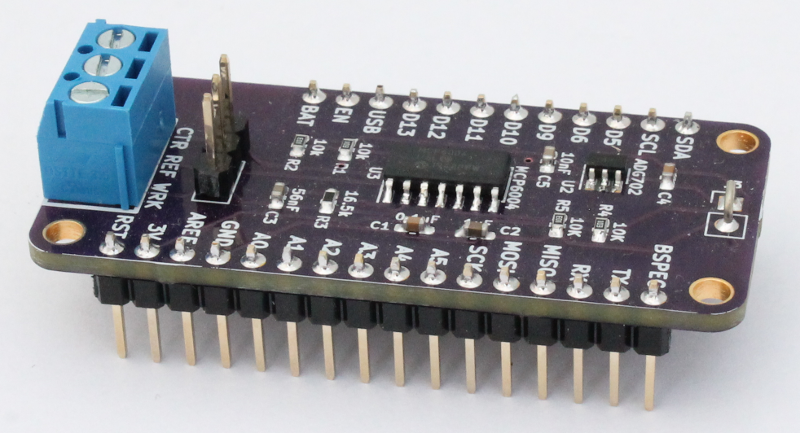 BAT
EN
USB
D13
D12
D11
D10
D9
D6
D5
SCL
SDA
CTR REF WRK
10k
R2
10k
R1
U3
MCP6004
10nF
C5
U2
ADG702
C4
56nF
C3
16.5k
R3
C1
C2
R5
10K
R4
10K
RST
3V
AREF
GND
A0
A1
A2
A3
A4
A5
SCK
MOSI
MISO
RX
TX
BSPEC